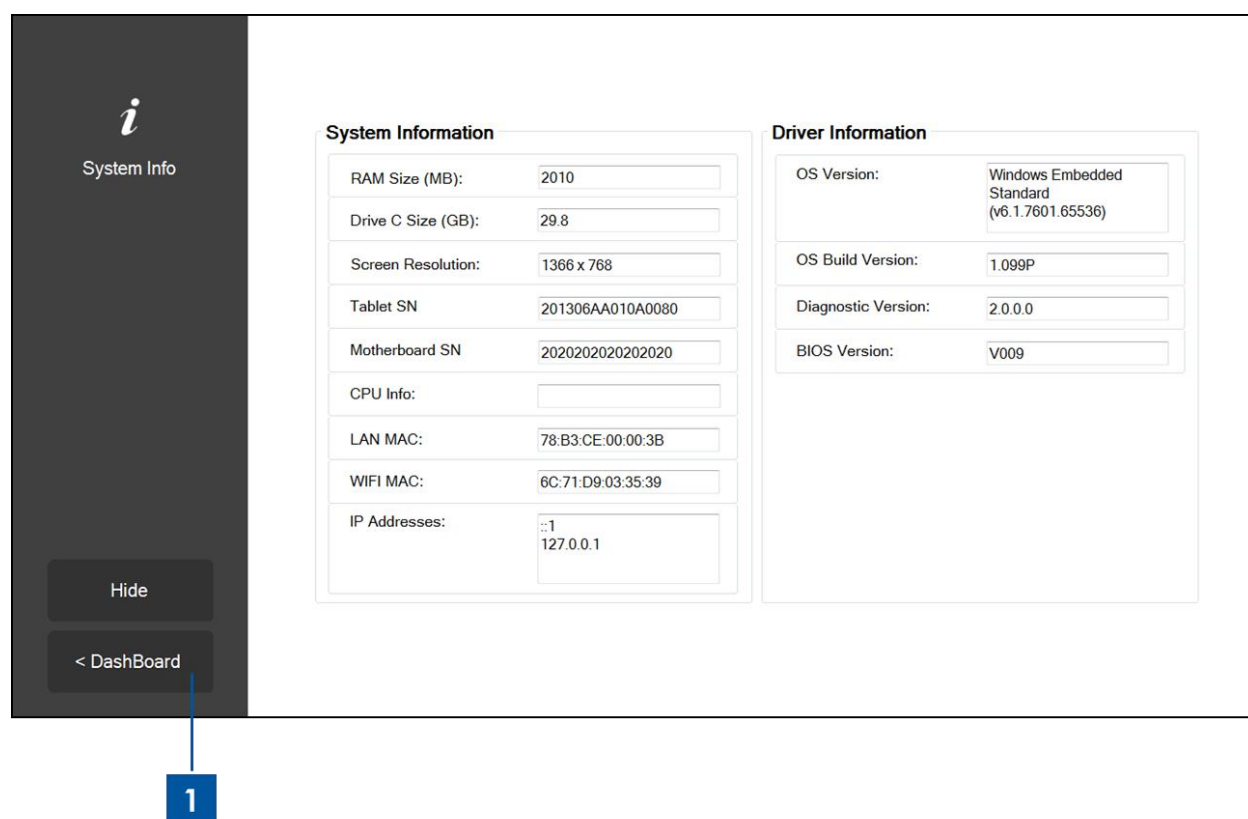 i
System Info
Hide
< DashBoard
System Information
RAM Size (MB): 2010
Drive C Size (GB): 29.8
Screen Resolution: 1366 x 768
Tablet SN 201306AA010A0080
Motherboard SN 2020202020202020
CPU Info:
LAN MAC: 78:B3:CE:00:00:3B
WIFI MAC: 6C:71:D9:03:35:39
IP Addresses: ::1
127.0.0.1
Driver Information
OS Version: Windows Embedded
Standard
(v6.1.7601.65536)
OS Build Version: 1.099P
Diagnostic Version: 2.0.0.0
BIOS Version: V009
1